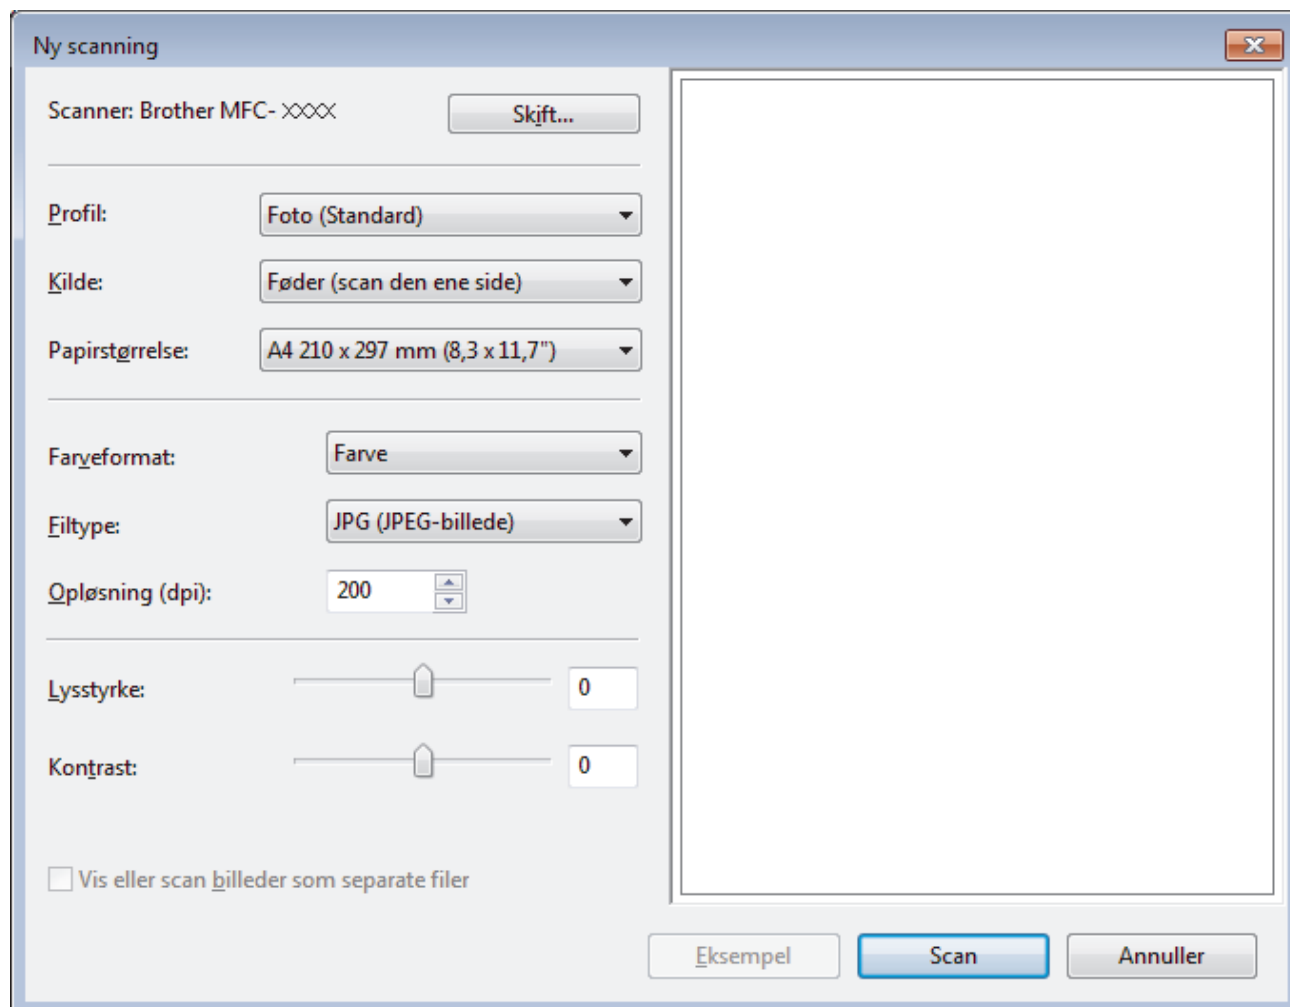 Ny scanning
Scanner: Brother MFC- XXXX
Skift...
Profil:
Foto (Standard)
Kilde:
Føder (scan den ene side)
Papirstørrelse:
A4 210 x 297 mm (8,3 x 11,7")
Farveformat:
Farve
Filtype:
JPG (JPEG-billede)
Opløsning (dpi):
200
Lysstyrke:
0
Kontrast:
0
Vis eller scan billeder som separate filer
Eksempel
Scan
Annuller